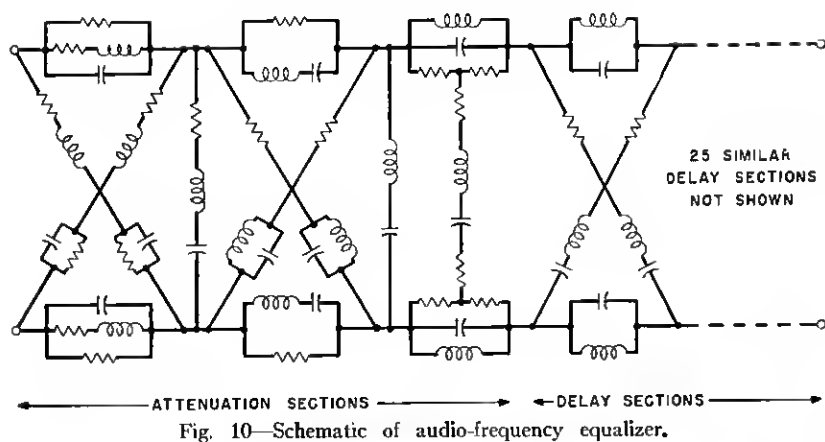 25 SIMILAR
DELAY SECTIONS
NOT SHOWN
ATTENUATION SECTIONS
DELAY SECTIONS
Fig. 10—Schematic of audio-frequency equalizer.